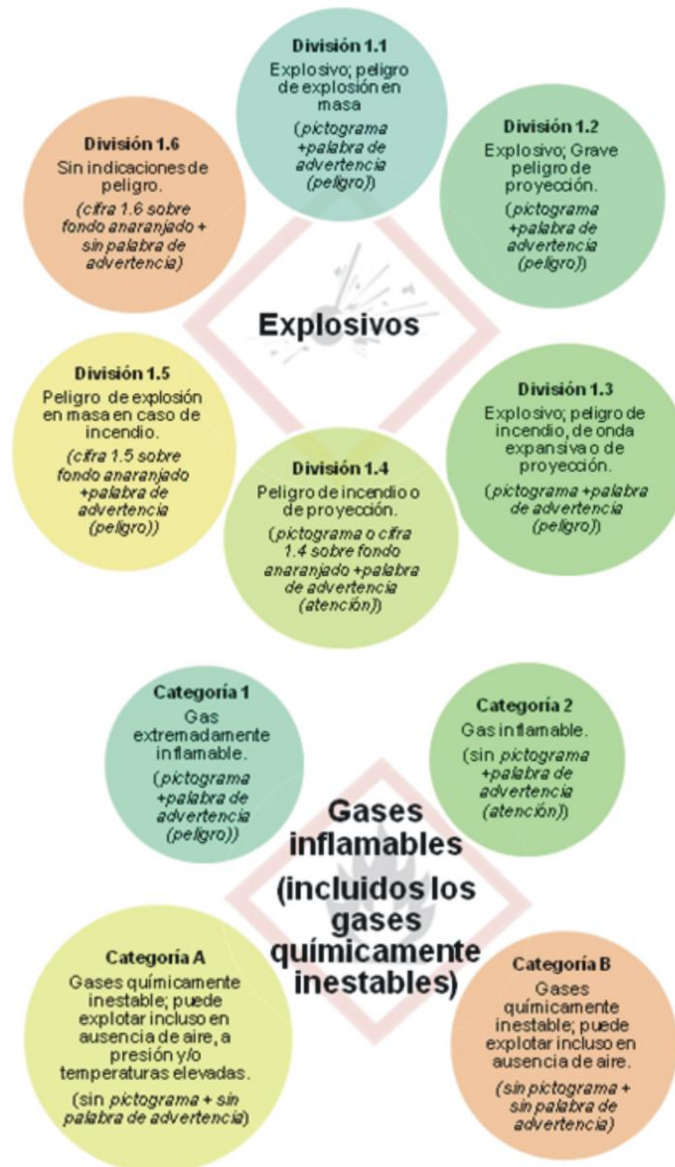 División 1.1
Explosivo; peligro
de explosión en
masa
(pictograma
+palabra de
advertencia
(peligro))
División 1.2
Explosivo; Grave
peligro de
proyección.
(pictograma
+palabra de
advertencia
(peligro))
División 1.6
Sin indicaciones de
peligro.
(cifra 1.6 sobre
fondo anaranjado +
sin palabra de
advertencia)
Explosivos
División 1.5
Peligro de explosión
en masa en caso de
incendio.
(cifra 1.5 sobre
fondo anaranjado
+palabra de
advertencia
(peligro))
División 1.3
Explosivo; peligro de
incendio, de onda
expansiva o de
proyección.
(pictograma +palabra
de advertencia
(peligro))
División 1.4
Peligro de incendio o
de proyección.
(pictograma o cifra
1.4 sobre fondo
anaranjado +palabra
de advertencia
(atención))
Categoría 1
Gas
extremadamente
inflamable.
(pictograma
+palabra de
advertencia
(peligro))
Categoría 2
Gas inflamable.
(sin pictograma
+palabra de
advertencia
(atención))
Gases
inflamables
(incluidos los
gases
químicamente
inestables)
Categoría A
Gases químicamente
inestable; puede
explotar incluso en
ausencia de aire, a
presión y/o
temperaturas elevadas.
(sin pictograma + sin
palabra de advertencia)
Categoría B
Gases
químicamente
inestable; puede
explotar incluso en
ausencia de aire.
(sin pictograma +
sin palabra de
advertencia)